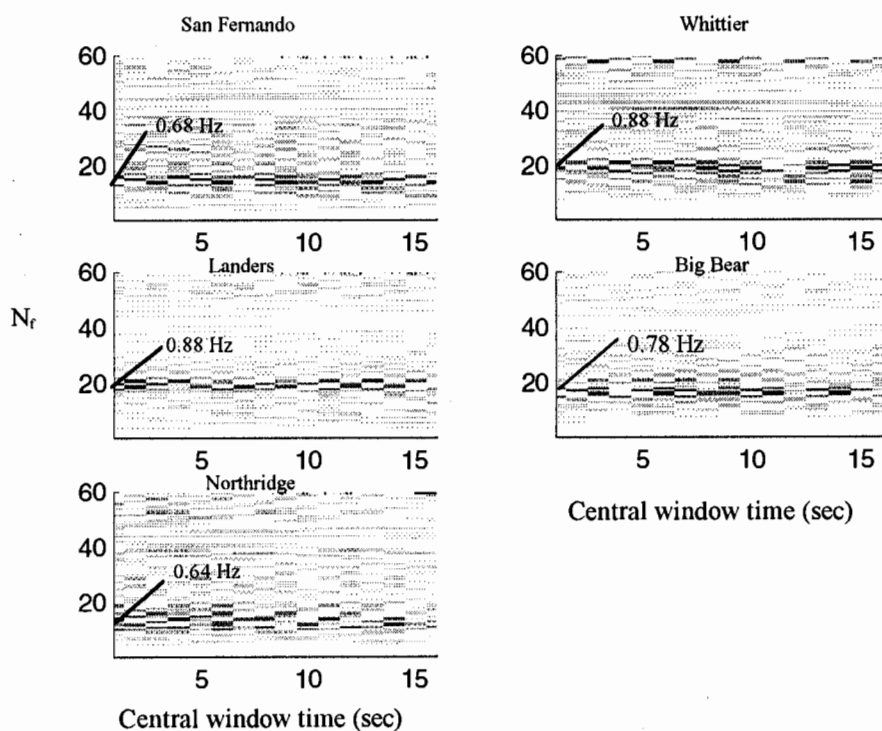 San Fernando
60
40
0.68 Hz
20
5 10 15
Whittier
60
40
0.88 Hz
20
5 10 15
Landers
60
40
0.88 Hz
20
5 10 15
Big Bear
60
40
0.78 Hz
20
5 10 15
Northridge
60
40
0.64 Hz
20
5 10 15
N_f
Central window time (sec)
Central window time (sec)